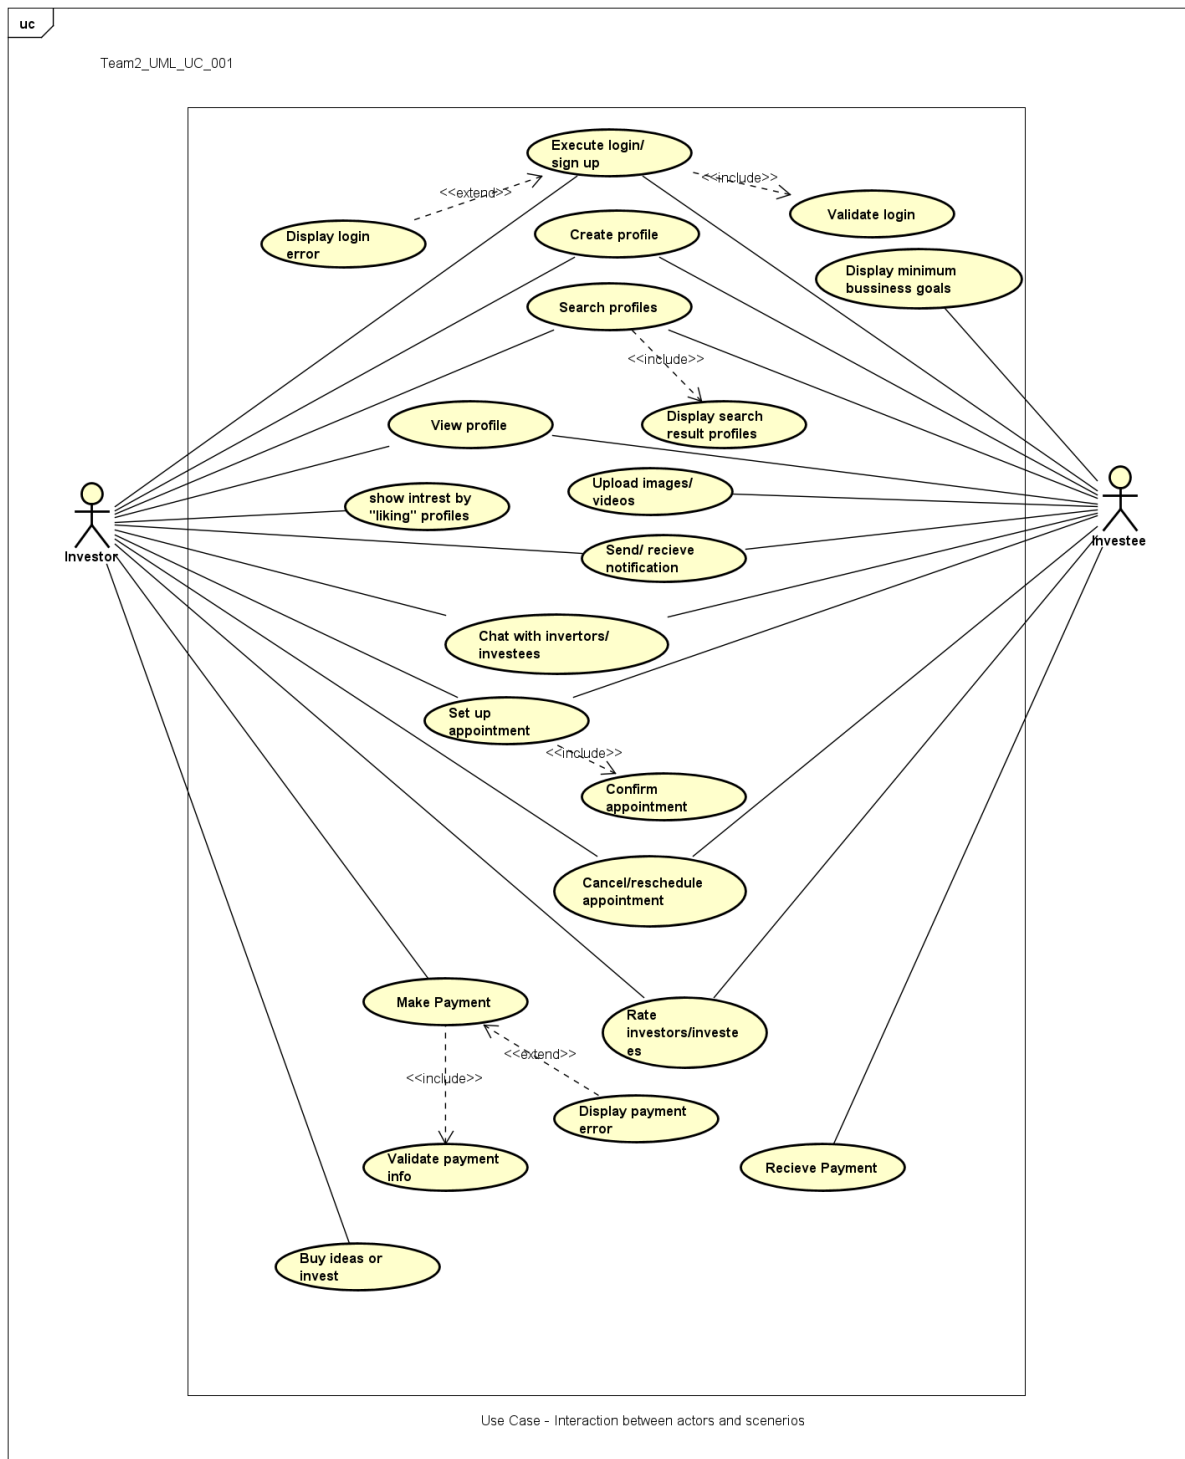 uc
Team2_UML_UC_001
Execute login/
sign up
<<extend>>
<<include>>
Validate login
Display login
error
Create profile
Display minimum
bussiness goals
Search profiles
<<include>>
View profile
Display search
result profiles
Upload images/
videos
show intrest by
"liking" profiles
Investor
Investee
Send/ recieve
notification
Chat with invertors/
investees
Set up
appointment
<<include>>
Confirm
appointment
Cancel/reschedule
appointment
Make Payment
Rate
investors/investe
es
<<extend>>
<<include>>
Display payment
error
Validate payment
info
Recieve Payment
Buy ideas or
invest
Use Case - Interaction between actors and scenerios